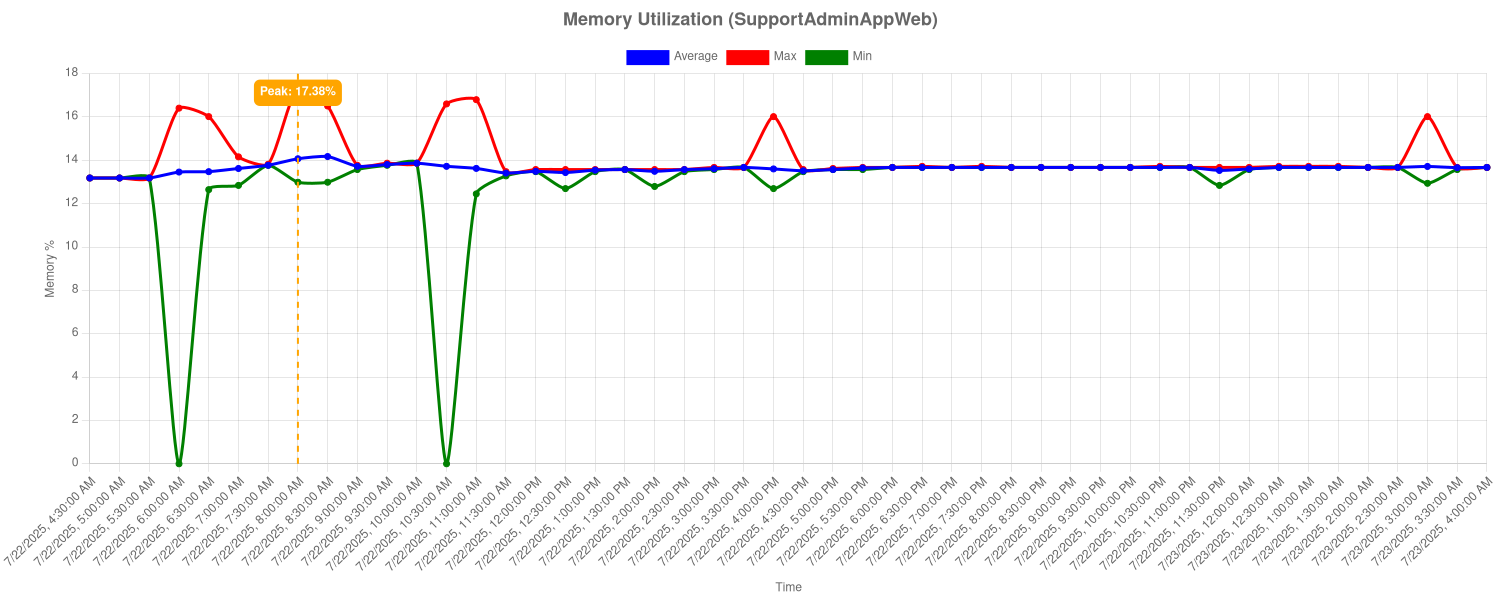 Memory Utilization (SupportAdminAppWeb)
Average Max Min
Peak: 17.38%
18
16
14
12
10
8
6
4
2
0
Memory %
7/22/2025, 4:30:00 AM
7/22/2025, 5:00:00 AM
7/22/2025, 5:30:00 AM
7/22/2025, 6:00:00 AM
7/22/2025, 6:30:00 AM
7/22/2025, 7:00:00 AM
7/22/2025, 7:30:00 AM
7/22/2025, 8:00:00 AM
7/22/2025, 8:30:00 AM
7/22/2025, 9:00:00 AM
7/22/2025, 9:30:00 AM
7/22/2025, 10:00:00 AM
7/22/2025, 10:30:00 AM
7/22/2025, 11:00:00 AM
7/22/2025, 11:30:00 AM
7/22/2025, 12:00:00 PM
7/22/2025, 12:30:00 PM
7/22/2025, 1:00:00 PM
7/22/2025, 1:30:00 PM
7/22/2025, 2:00:00 PM
7/22/2025, 2:30:00 PM
7/22/2025, 3:00:00 PM
7/22/2025, 3:30:00 PM
7/22/2025, 4:00:00 PM
7/22/2025, 4:30:00 PM
7/22/2025, 5:00:00 PM
7/22/2025, 5:30:00 PM
7/22/2025, 6:00:00 PM
7/22/2025, 6:30:00 PM
7/22/2025, 7:00:00 PM
7/22/2025, 7:30:00 PM
7/22/2025, 8:00:00 PM
7/22/2025, 8:30:00 PM
7/22/2025, 9:00:00 PM
7/22/2025, 9:30:00 PM
7/22/2025, 10:00:00 PM
7/22/2025, 10:30:00 PM
7/22/2025, 11:00:00 PM
7/22/2025, 11:30:00 PM
7/23/2025, 12:00:00 AM
7/23/2025, 12:30:00 AM
7/23/2025, 1:00:00 AM
7/23/2025, 1:30:00 AM
7/23/2025, 2:00:00 AM
7/23/2025, 2:30:00 AM
7/23/2025, 3:00:00 AM
7/23/2025, 3:30:00 AM
7/23/2025, 4:00:00 AM
Time